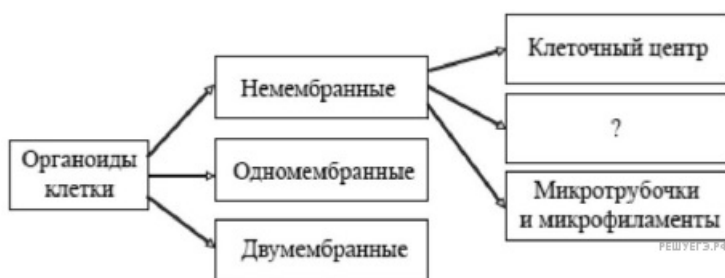 Клеточный центр
Немембранные
?
Органоиды
клетки
Одномембранные
Микротрубочки
и микрофиламенты
Двумембранные
РЕШУЕГЭ.РФ